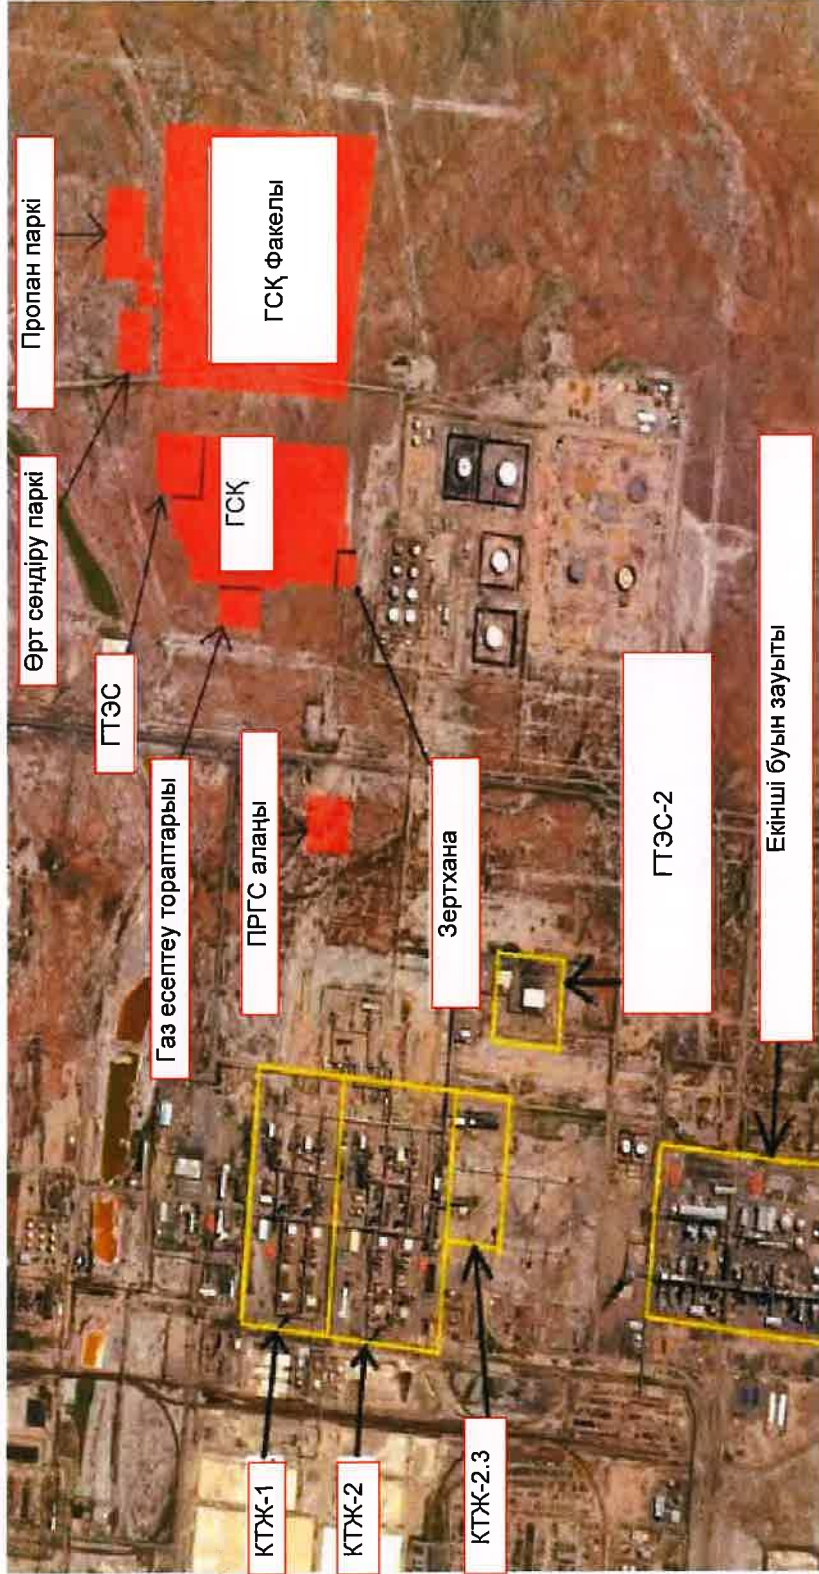 Пропан паркі
Өрт сөндіру паркі
ГТЭС
Газ есептеу тораптарыы
ПРГС алаңы
ГСҚ
ГСҚ Факелы
Зертхана
КТЖ-1
КТЖ-2
КТЖ-2.3
ГТЭС-2
Екінші буын зауыты